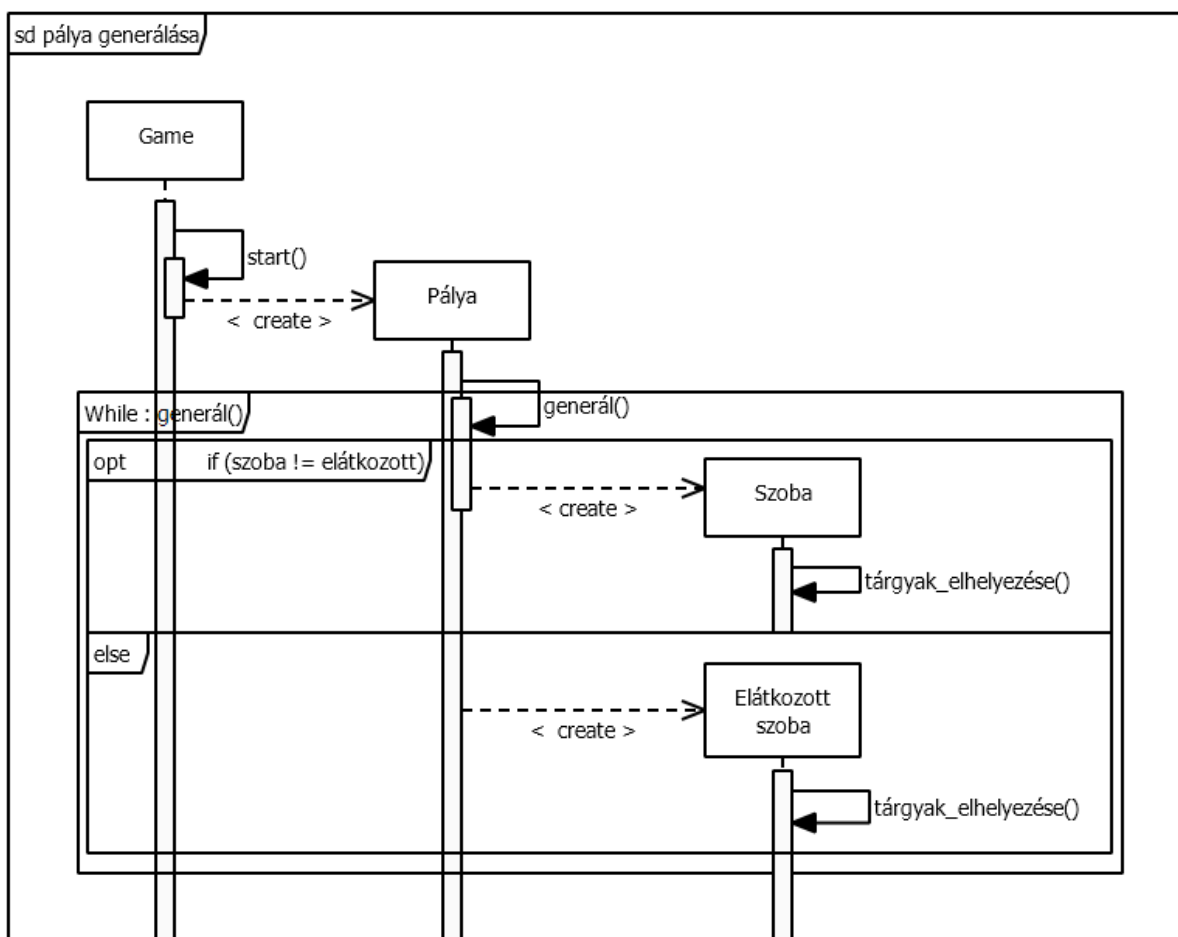 sd pálya generálása
Game
start()
< create >
Pálya
While : generál()
generál()
opt if (szoba != elátkozott)
< create >
Szoba
tárgyak_elhelyezése()
else
< create >
Elátkozott
szoba
tárgyak_elhelyezése()